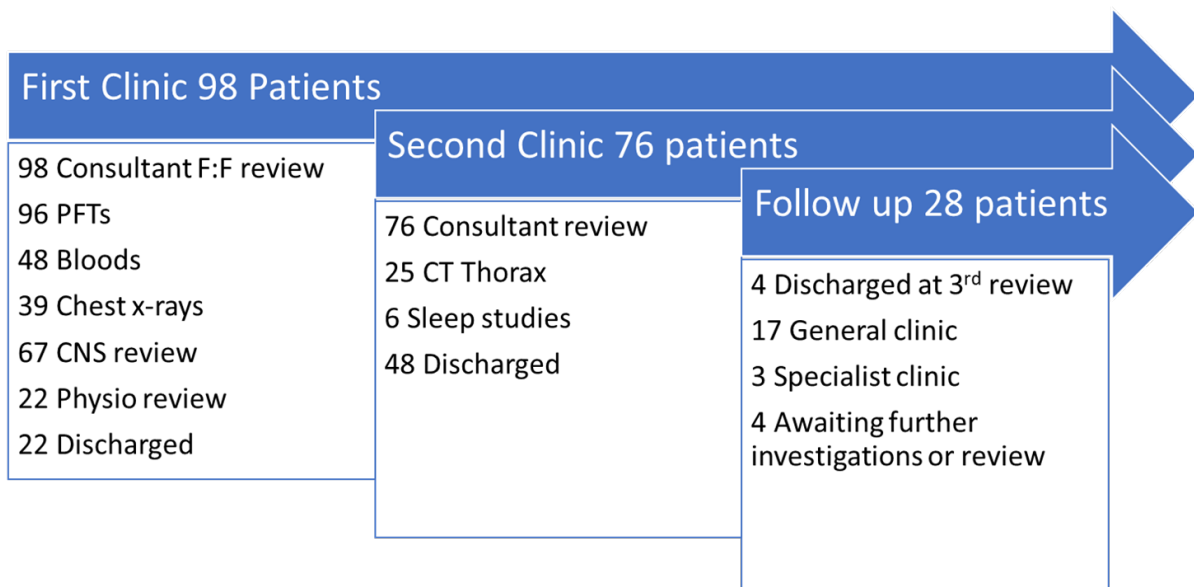 First Clinic 98 Patients
98 Consultant F:F review
96 PFTs
48 Bloods
39 Chest x-rays
67 CNS review
22 Physio review
22 Discharged
Second Clinic 76 patients
76 Consultant review
25 CT Thorax
6 Sleep studies
48 Discharged
Follow up 28 patients
4 Discharged at 3rd review
17 General clinic
3 Specialist clinic
4 Awaiting further
investigations or review